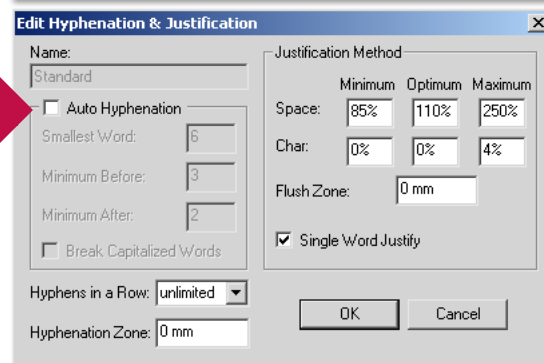 Edit Hyphenation & Justification
Name:
Standard
Auto Hyphenation
Smallest Word: 6
Minimum Before: 3
Minimum After: 2
Break Capitalized Words
Hyphens in a Row: unlimited
Hyphenation Zone: 0 mm
Justification Method
Minimum Optimum Maximum
Space: 85% 110% 250%
Char: 0% 0% 4%
Flush Zone: 0 mm
Single Word Justify
OK Cancel